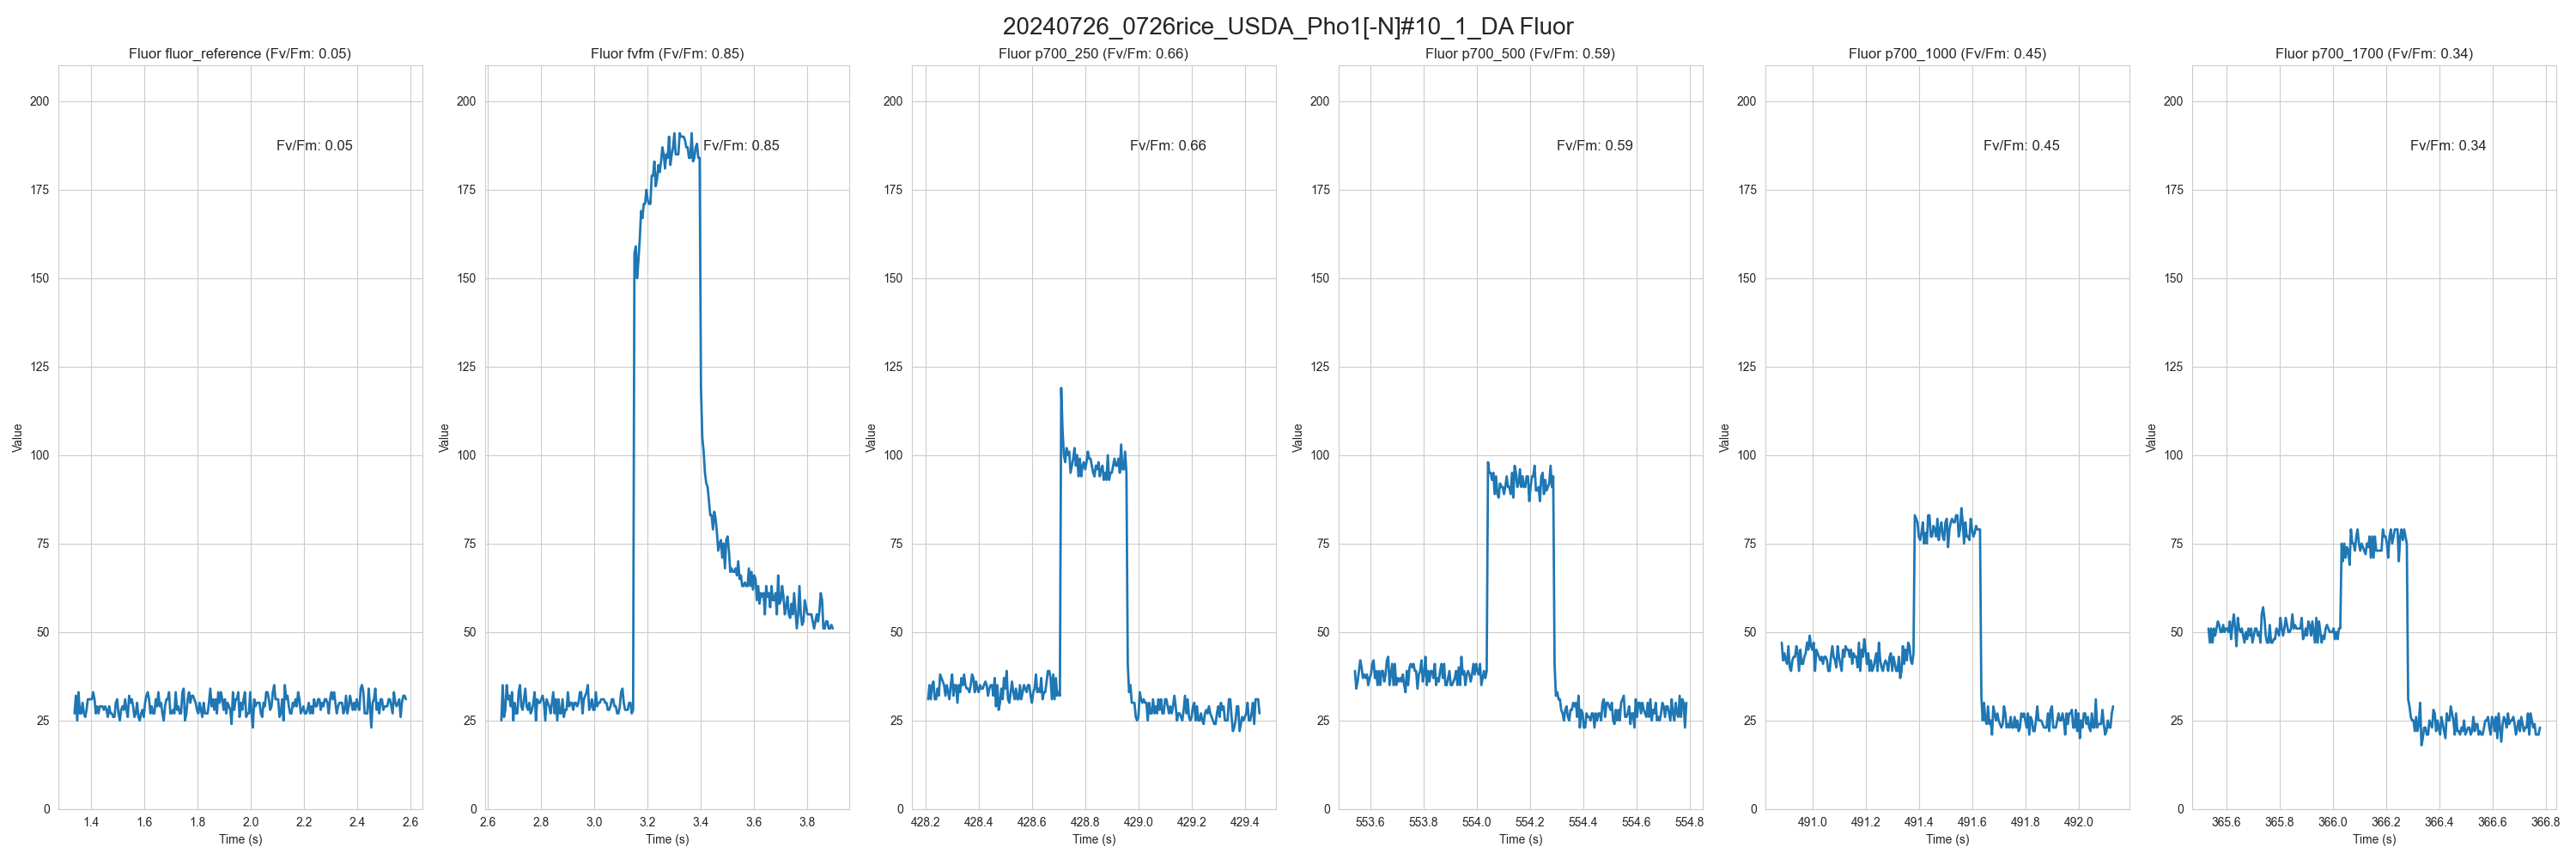 20240726_0726rice_USDA_Pho1[-N]#10_1_DA Fluor
Fluor fluor_reference (Fv/Fm: 0.05)
200
175
150
125
100
75
50
25
0
Value
Fv/Fm: 0.05
1.4 1.6 1.8 2.0 2.2 2.4 2.6
Time (s)
Fluor fvfm (Fv/Fm: 0.85)
200
175
150
125
100
75
50
25
0
Value
Fv/Fm: 0.85
2.6 2.8 3.0 3.2 3.4 3.6 3.8
Time (s)
Fluor p700_250 (Fv/Fm: 0.66)
200
175
150
125
100
75
50
25
0
Value
Fv/Fm: 0.66
428.2 428.4 428.6 428.8 429.0 429.2 429.4
Time (s)
Fluor p700_500 (Fv/Fm: 0.59)
200
175
150
125
100
75
50
25
0
Value
Fv/Fm: 0.59
553.6 553.8 554.0 554.2 554.4 554.6 554.8
Time (s)
Fluor p700_1000 (Fv/Fm: 0.45)
200
175
150
125
100
75
50
25
0
Value
Fv/Fm: 0.45
491.0 491.2 491.4 491.6 491.8 492.0
Time (s)
Fluor p700_1700 (Fv/Fm: 0.34)
200
175
150
125
100
75
50
25
0
Value
Fv/Fm: 0.34
365.6 365.8 366.0 366.2 366.4 366.6 366.8
Time (s)